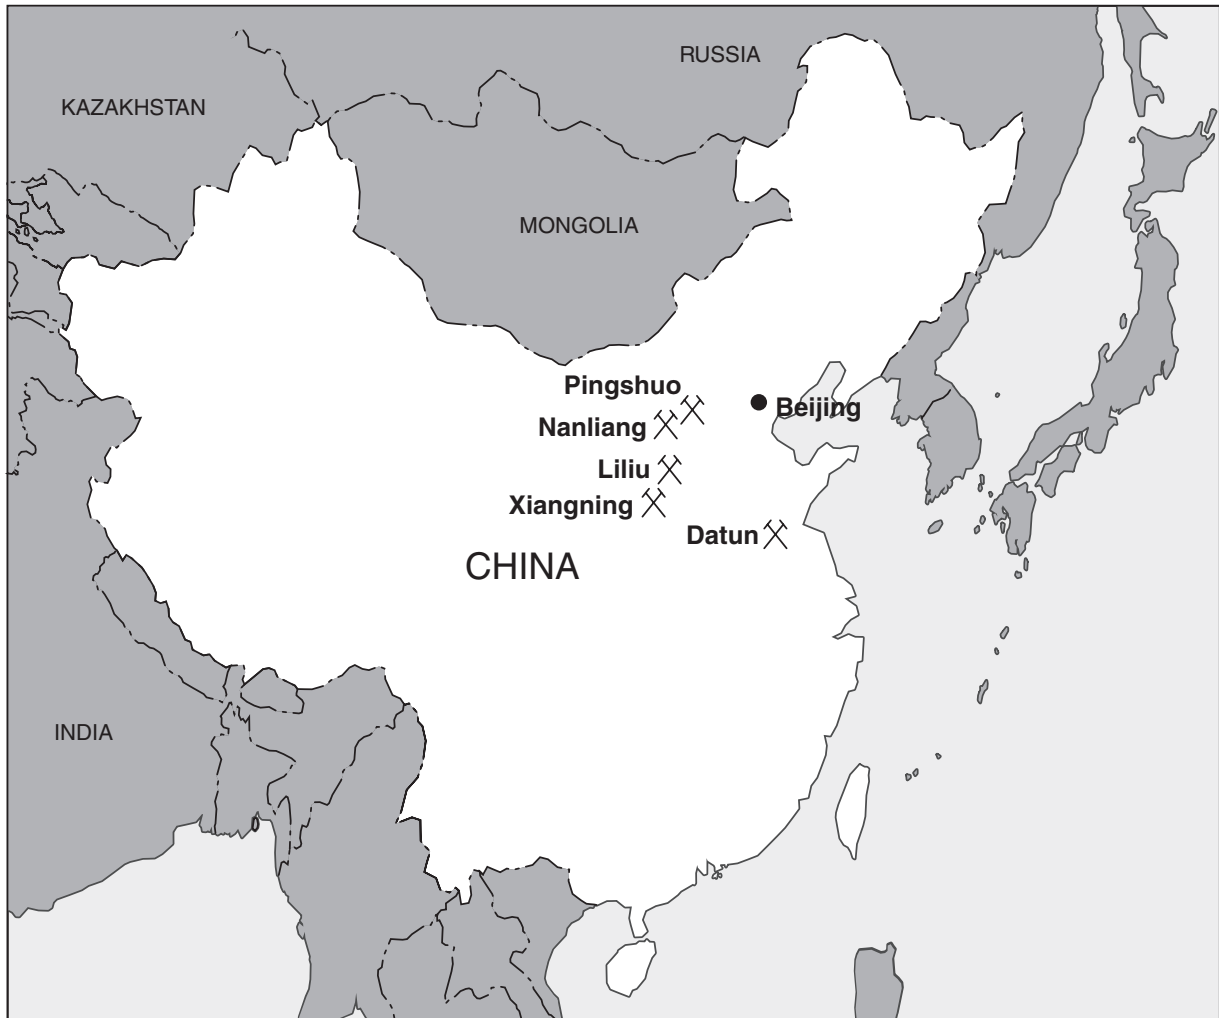 RUSSIA
KAZAKHSTAN
MONGOLIA
Pingshuo
Beijing
Nanliang
Liliu
Xiangning
Datun
CHINA
INDIA